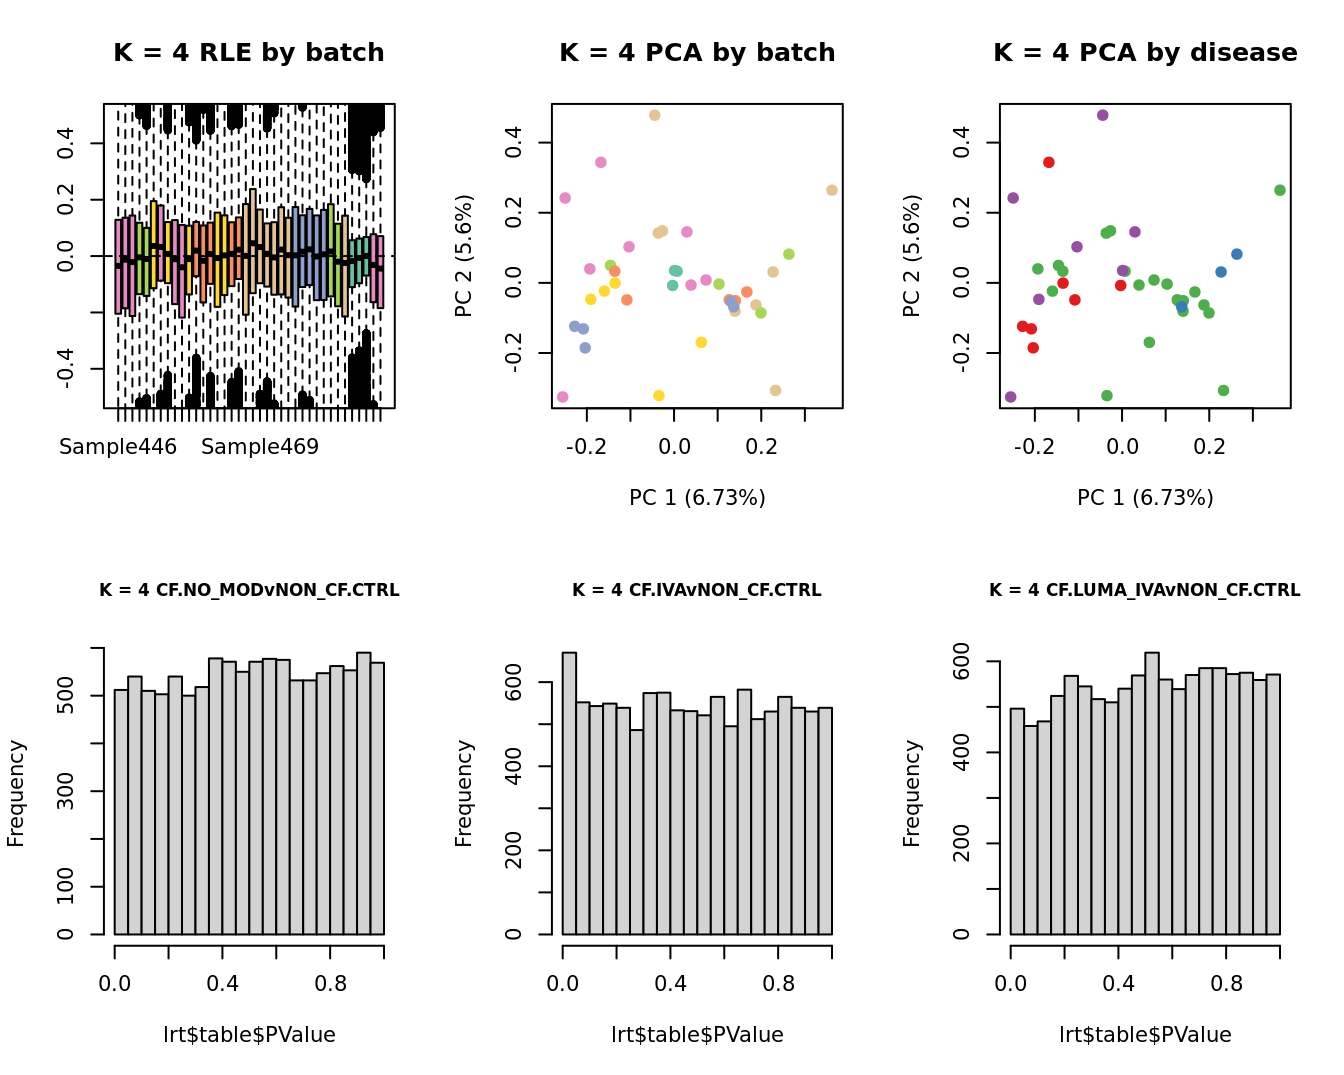 K = 4 RLE by batch
0.4
0.2
0.0
-0.4
Sample446 Sample469
K = 4 PCA by batch
PC 2 (5.6%)
0.4
0.2
0.0
-0.2
-0.2 0.0 0.2
PC 1 (6.73%)
K = 4 PCA by disease
PC 2 (5.6%)
0.4
0.2
0.0
-0.2
-0.2 0.0 0.2
PC 1 (6.73%)
K = 4 CF.NO_MODvNON_CF.CTRL
Frequency
500
300
100
0
0.0 0.4 0.8
lrt$table$PValue
K = 4 CF.IVAvNON_CF.CTRL
Frequency
600
400
200
0
0.0 0.4 0.8
lrt$table$PValue
K = 4 CF.LUMA_IVAvNON_CF.CTRL
Frequency
600
400
200
0
0.0 0.4 0.8
lrt$table$PValue